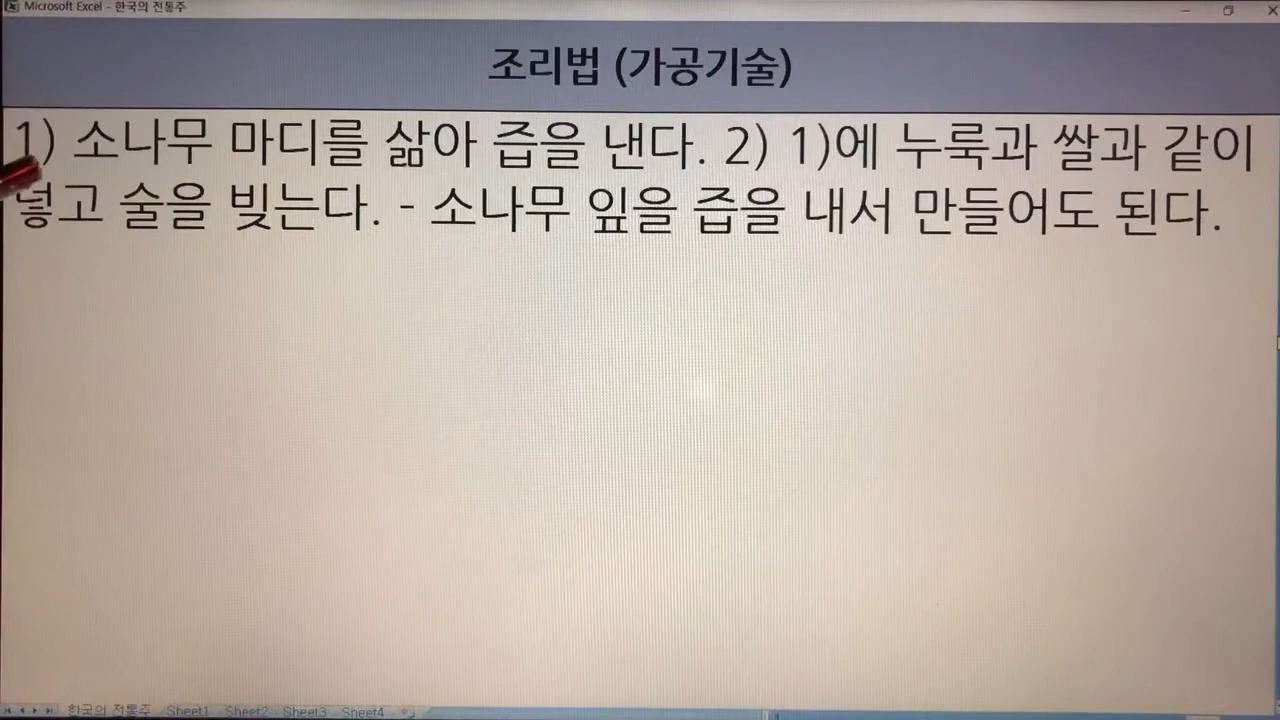 Microsoft Excel - 한국의 전통주
조리법 (가공기술)
1) 소나무 마디를 삶아 즙을 낸다. 2) 1)에 누룩과 쌀과 같이
넣고 술을 빚는다. - 소나무 잎을 즙을 내서 만들어도 된다.
한국의 전통주 Sheet1 Sheet2 Sheet3 Sheet4